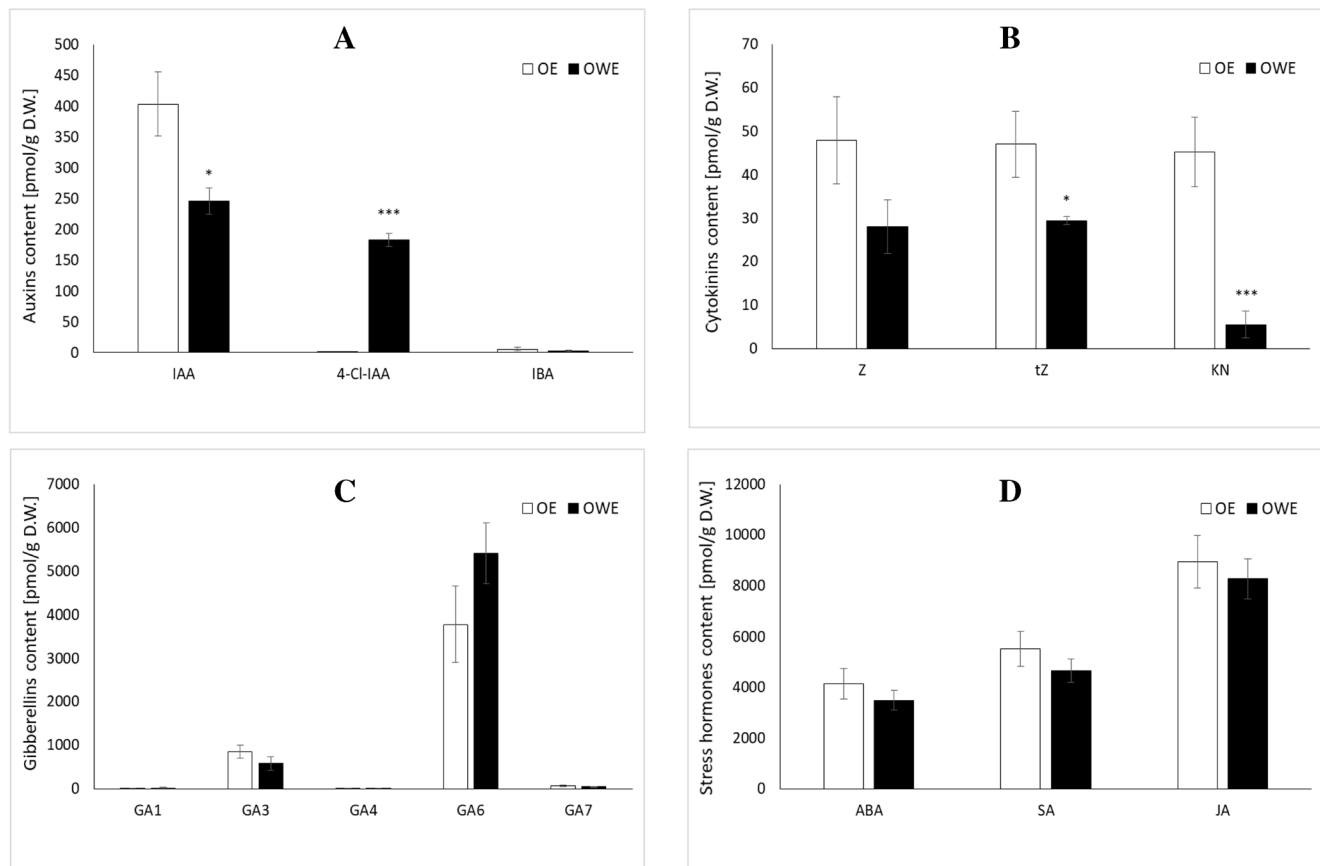 A
Auxins content [pmol/g D.W.]
500
450
400
350
300
250
200
150
100
50
0
OE OWE
*
***
IAA 4-Cl-IAA IBA
B
Cytokinins content [pmol/g D.W.]
70
60
50
40
30
20
10
0
OE OWE
*
***
Z tZ KN
C
Gibberellins content [pmol/g D.W.]
7000
6000
5000
4000
3000
2000
1000
0
OE OWE
GA1 GA3 GA4 GA6 GA7
D
Stress hormones content [pmol/g D.W.]
12000
10000
8000
6000
4000
2000
0
OE OWE
ABA SA JA